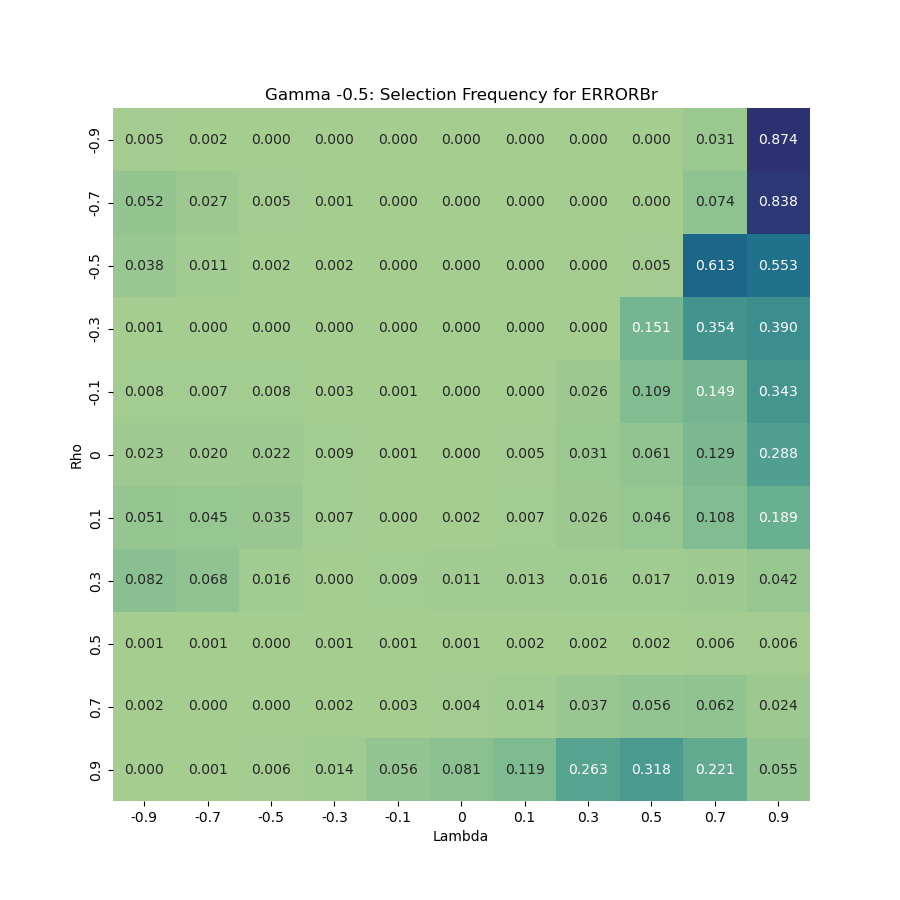 Gamma -0.5: Selection Frequency for ERRORBr
Rho
-0.9 0.005 0.002 0.000 0.000 0.000 0.000 0.000 0.000 0.000 0.031 0.874
-0.7 0.052 0.027 0.005 0.001 0.000 0.000 0.000 0.000 0.000 0.074 0.838
-0.5 0.038 0.011 0.002 0.002 0.000 0.000 0.000 0.000 0.005 0.613 0.553
-0.3 0.001 0.000 0.000 0.000 0.000 0.000 0.000 0.000 0.151 0.354 0.390
-0.1 0.008 0.007 0.008 0.003 0.001 0.000 0.000 0.026 0.109 0.149 0.343
0 0.023 0.020 0.022 0.009 0.001 0.000 0.005 0.031 0.061 0.129 0.288
0.1 0.051 0.045 0.035 0.007 0.000 0.002 0.007 0.026 0.046 0.108 0.189
0.3 0.082 0.068 0.016 0.000 0.009 0.011 0.013 0.016 0.017 0.019 0.042
0.5 0.001 0.001 0.000 0.001 0.001 0.001 0.002 0.002 0.002 0.006 0.006
0.7 0.002 0.000 0.000 0.002 0.003 0.004 0.014 0.037 0.056 0.062 0.024
0.9 0.000 0.001 0.006 0.014 0.056 0.081 0.119 0.263 0.318 0.221 0.055
-0.9 -0.7 -0.5 -0.3 -0.1 0 0.1 0.3 0.5 0.7 0.9
Lambda